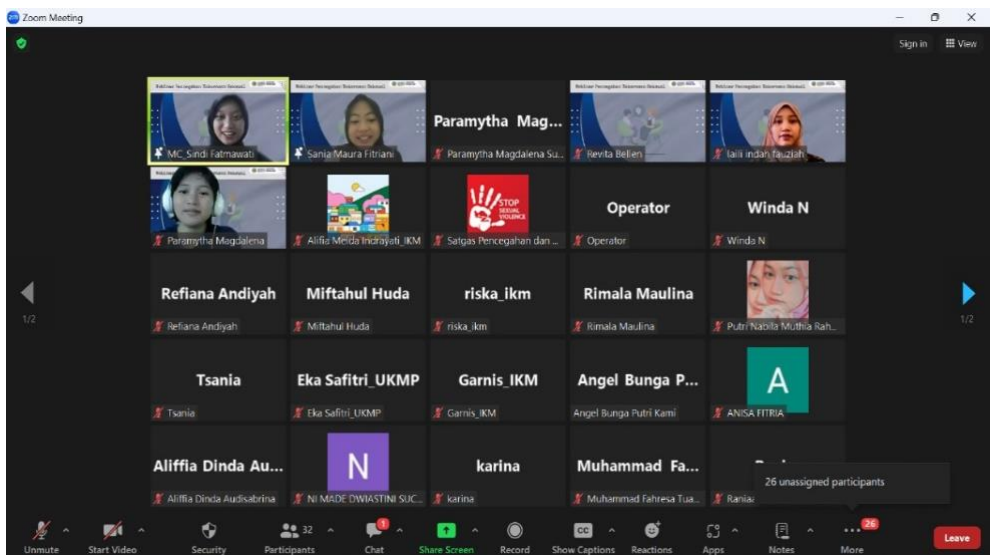 Zoom Meeting
Sign in View
MC_Sindi Fatmawati
Sania Maura Fitriani
Paramytha Mag...
Paramytha Magdalena Su...
Revita Bellen
laili indah fauziah
Paramytha Magdalena
Alifia Meida Indrayati_IKM
STOP
SEXUAL
VIOLENCE
Satgas Pencegahan dan ...
Operator
Operator
Winda N
Winda N
1/2
Refiana Andiyah
Refiana Andiyah
Miftahul Huda
Miftahul Huda
riska_ikm
riska_ikm
Rimala Maulina
Rimala Maulina
Putri Nabila Muthia Rah...
1/2
Tsania
Tsania
Eka Safitri_UKMP
Eka Safitri_UKMP
Garnis_IKM
Garnis_IKM
Angel Bunga P...
Angel Bunga Putri Kami
A
ANISA FITRIA
Aliffia Dinda Au...
Aliffia Dinda Audisabrina
N
NI MADE DWIASTINI SUC...
karina
karina
Muhammad Fa...
Muhammad Fahresa Tua...
Raniaa
26 unassigned participants
Unmute
Start Video
Security
32
Participants
1
Chat
Share Screen
Record
CC
Show Captions
Reactions
Apps
Notes
26
More
Leave